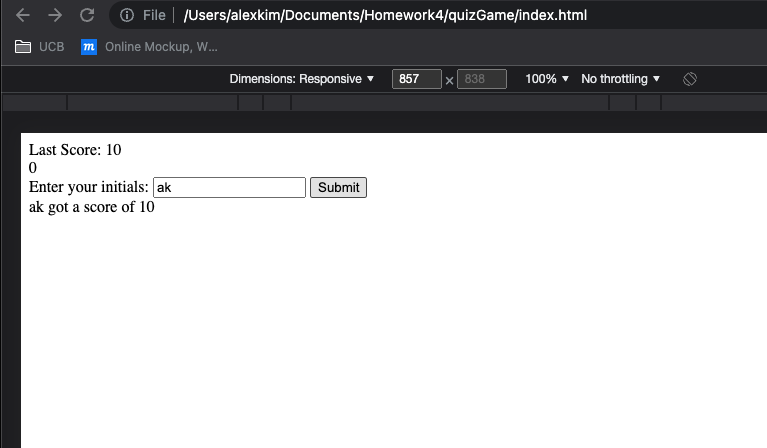 File /Users/alexkim/Documents/Homework4/quizGame/index.html
UCB Online Mockup, W...
Dimensions: Responsive 857 × 838 100% No throttling
Last Score: 10
0
Enter your initials: ak Submit
ak got a score of 10